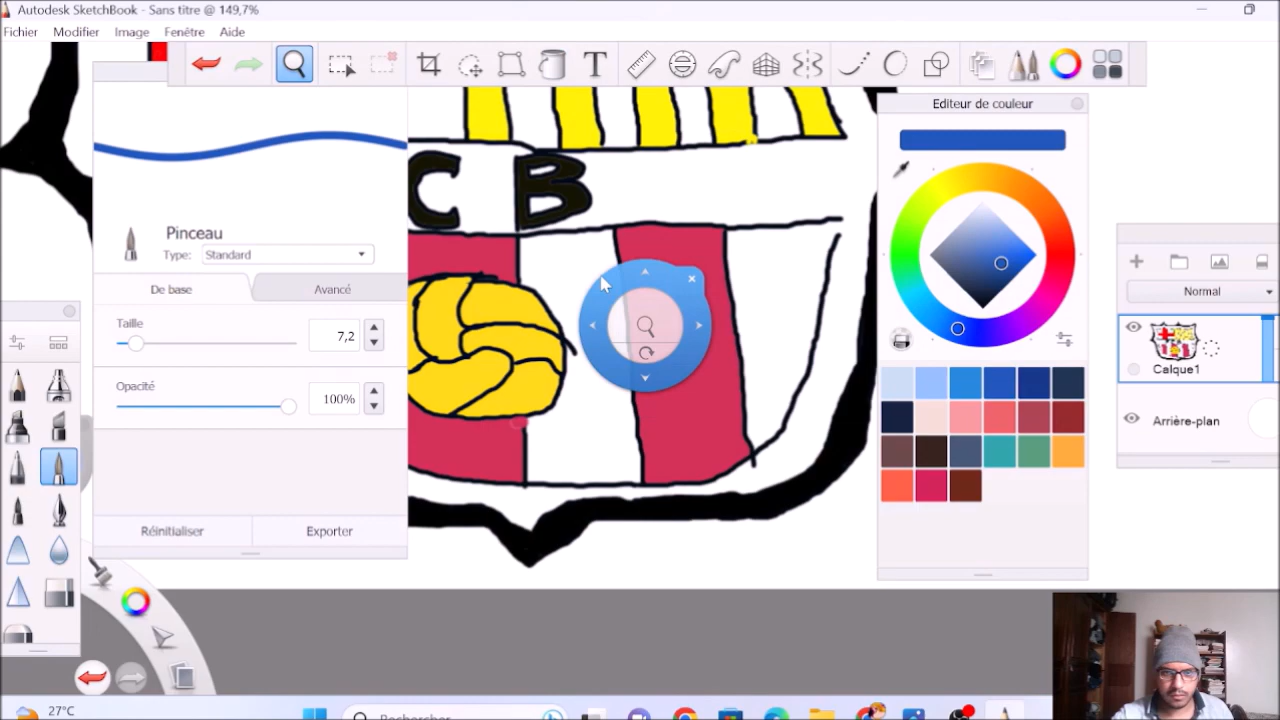 Autodesk SketchBook - Sans titre @ 149,7%
Fichier Modifier Image Fenêtre Aide
T
Editeur de couleur
C B
Pinceau
Type: Standard
De base Avancé
Taille
7,2
Opacité
100%
Réinitialiser Exporter
Normal
Calque1
Arrière-plan
27°C
Rechercher